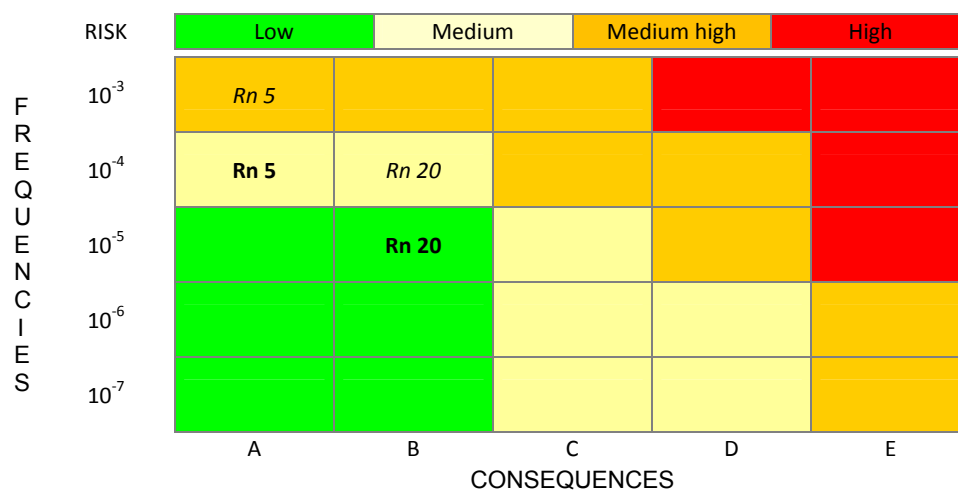 RISK Low Medium Medium high High
FREQUENCIES
10⁻³ Rn 5
10⁻⁴ Rn 5 Rn 20
10⁻⁵ Rn 20
10⁻⁶
10⁻⁷
A B C D E
CONSEQUENCES